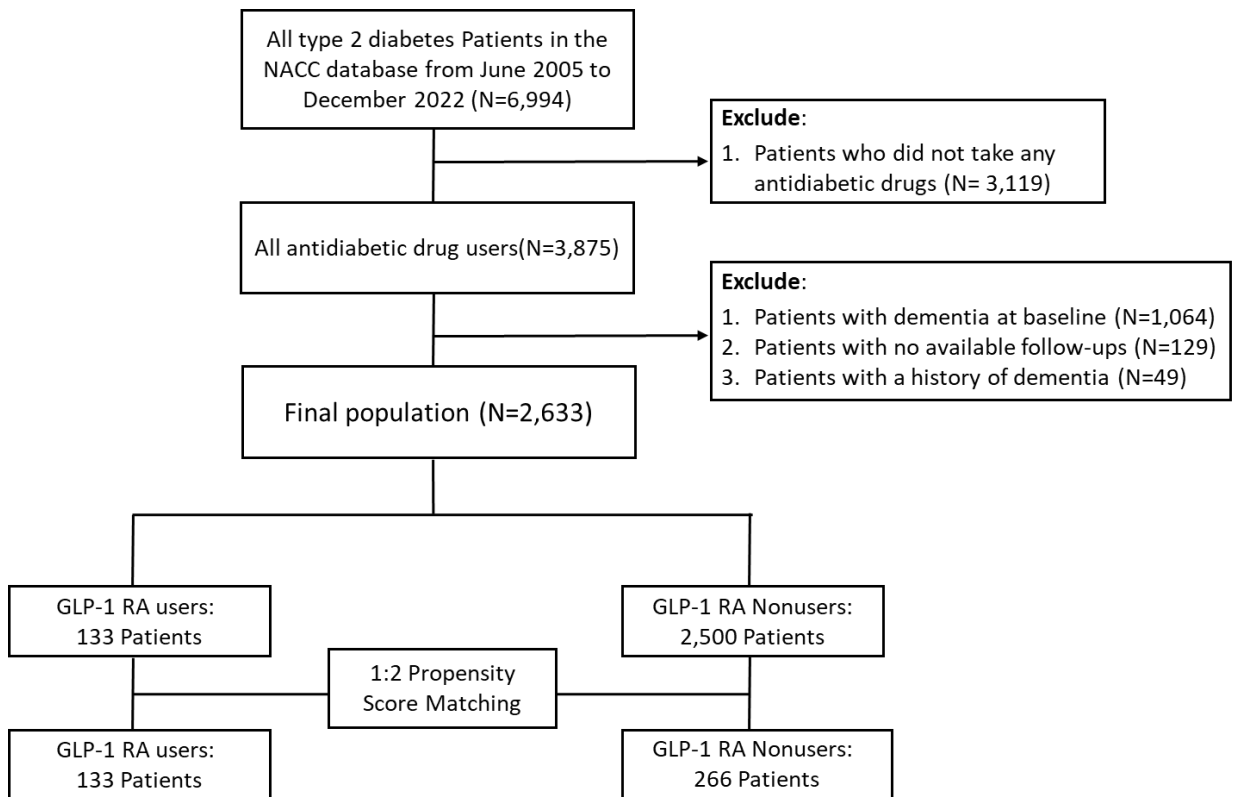 All type 2 diabetes Patients in the
NACC database from June 2005 to
December 2022 (N=6,994)
Exclude:
1. Patients who did not take any
antidiabetic drugs (N= 3,119)
All antidiabetic drug users(N=3,875)
Exclude:
1. Patients with dementia at baseline (N=1,064)
2. Patients with no available follow-ups (N=129)
3. Patients with a history of dementia (N=49)
Final population (N=2,633)
GLP-1 RA users:
133 Patients
GLP-1 RA Nonusers:
2,500 Patients
1:2 Propensity
Score Matching
GLP-1 RA users:
133 Patients
GLP-1 RA Nonusers:
266 Patients